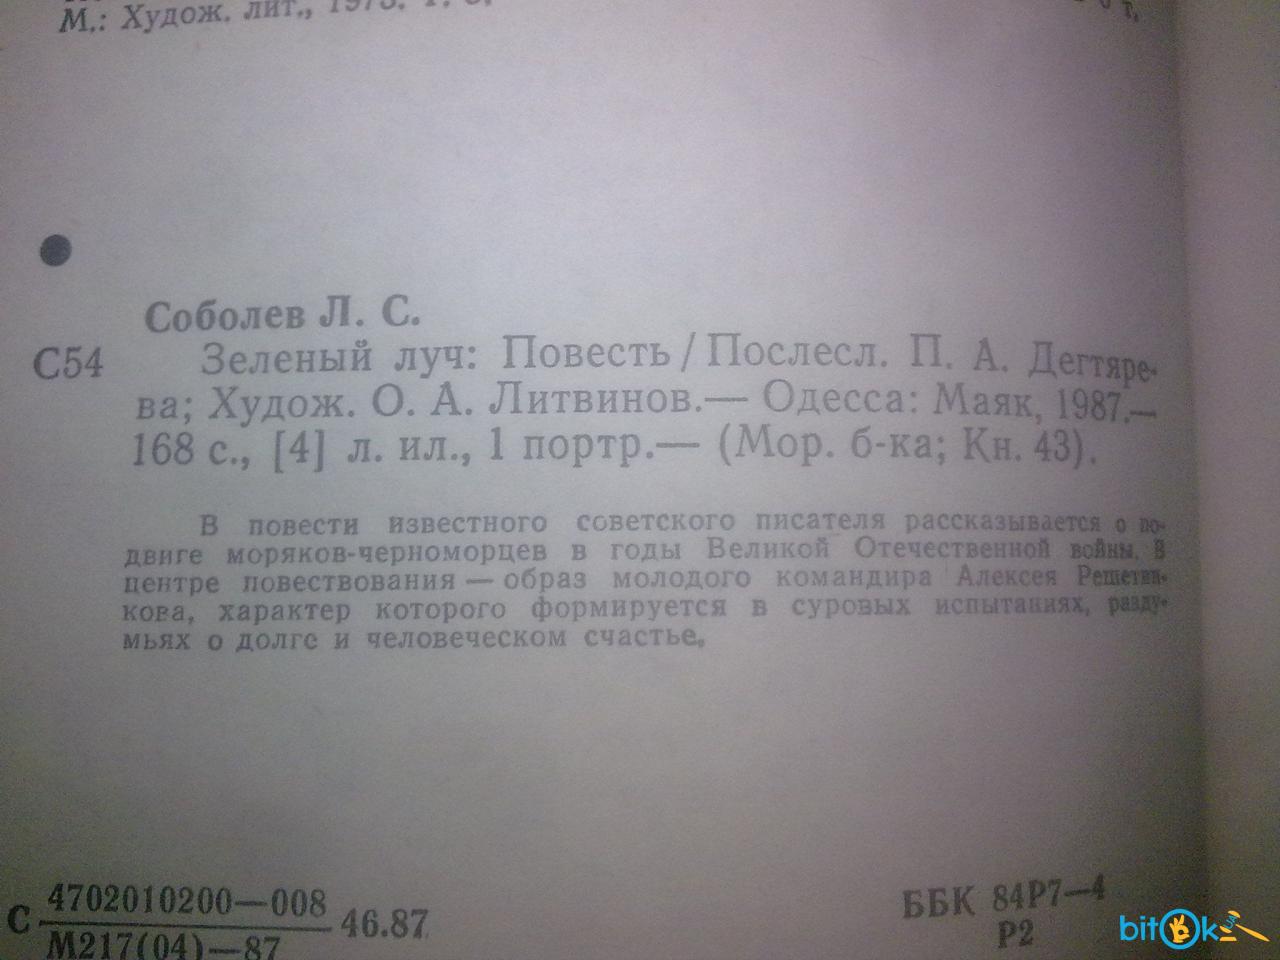 М.: Худож. лит., 1973. Т. 3.
Соболев Л. С.
С54 Зеленый луч: Повесть / Послесл. П. А. Дегтяре-
ва; Худож. О. А. Литвинов.— Одесса: Маяк, 1987.—
168 с., [4] л. ил., 1 портр.— (Мор. б-ка; Кн. 43).
В повести известного советского писателя рассказывается о по-
двиге моряков-черноморцев в годы Великой Отечественной войны. В
центре повествования — образ молодого командира Алексея Решетни-
кова, характер которого формируется в суровых испытаниях, разду-
мьях о долге и человеческом счастье.
С 4702010200—008 46.87
М217(04)—87
ББК 84Р7—4
Р2
bitOk.ua